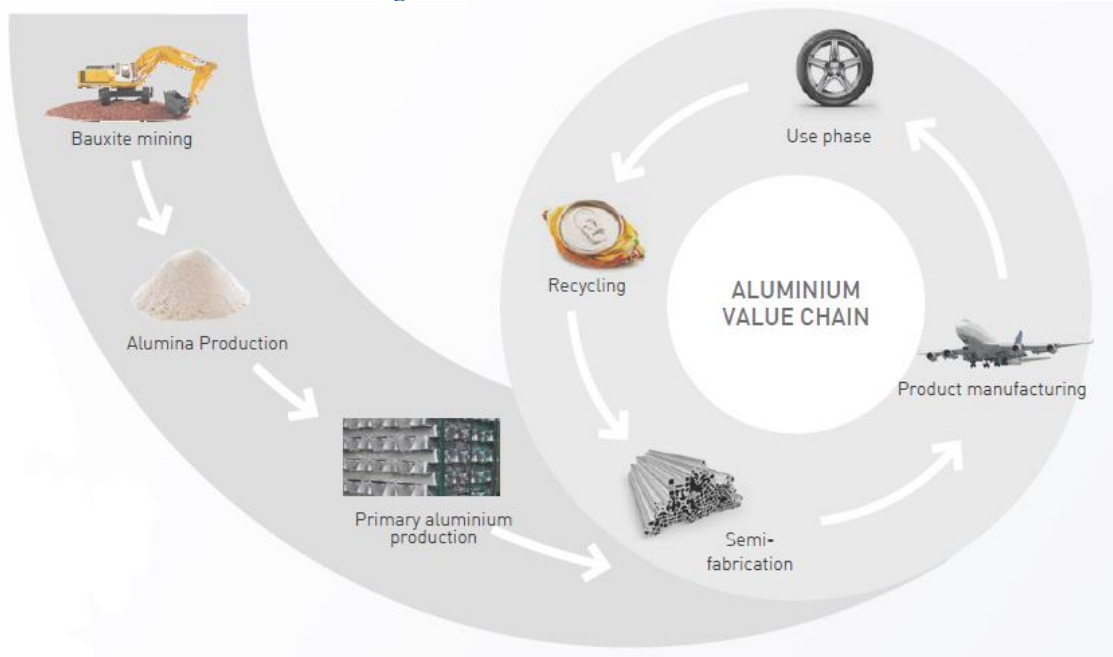 Bauxite mining
Alumina Production
Primary aluminium
production
Semi-
fabrication
Product manufacturing
Use phase
Recycling
ALUMINIUM
VALUE CHAIN